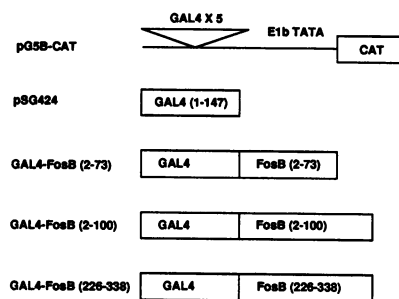 GAL4 X 5
E1b TATA
pG5B-CAT
CAT
pSG424
GAL4 (1-147)
GAL4-FosB (2-73)
GAL4
FosB (2-73)
GAL4-FosB (2-100)
GAL4
FosB (2-100)
GAL4-FosB (226-338)
GAL4
FosB (226-338)